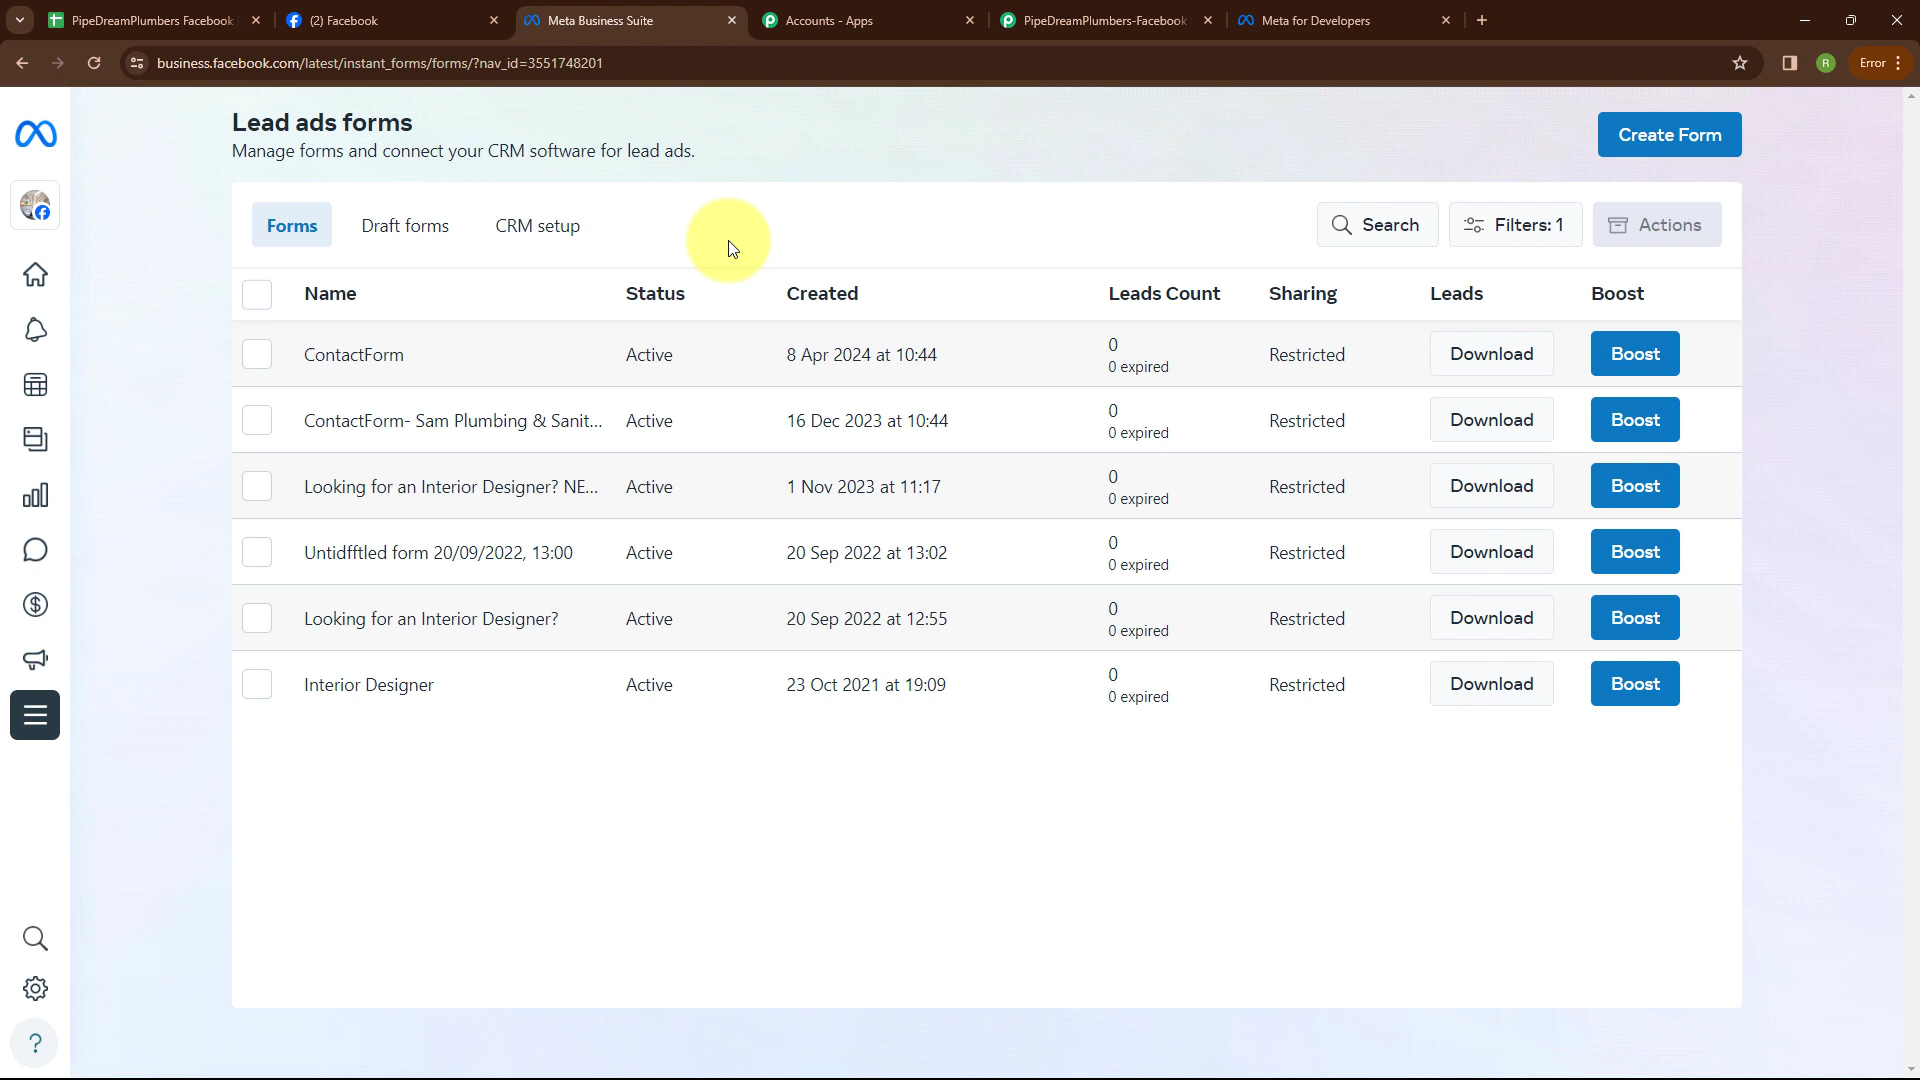 PipeDreamPlumbers Facebook
(2) Facebook
Meta Business Suite
Accounts - Apps
PipeDreamPlumbers-Facebook
Meta for Developers
business.facebook.com/latest/instant_forms/forms/?nav_id=3551748201
R
Error
Lead ads forms
Manage forms and connect your CRM software for lead ads.
Create Form
Forms
Draft forms
CRM setup
Search
Filters: 1
Actions
Name Status Created Leads Count Sharing Leads Boost
ContactForm Active 8 Apr 2024 at 10:44 0 Restricted Download Boost
0 expired
ContactForm- Sam Plumbing & Sanit... Active 16 Dec 2023 at 10:44 0 Restricted Download Boost
0 expired
Looking for an Interior Designer? NE... Active 1 Nov 2023 at 11:17 0 Restricted Download Boost
0 expired
Untidfftled form 20/09/2022, 13:00 Active 20 Sep 2022 at 13:02 0 Restricted Download Boost
0 expired
Looking for an Interior Designer? Active 20 Sep 2022 at 12:55 0 Restricted Download Boost
0 expired
Interior Designer Active 23 Oct 2021 at 19:09 0 Restricted Download Boost
0 expired
?